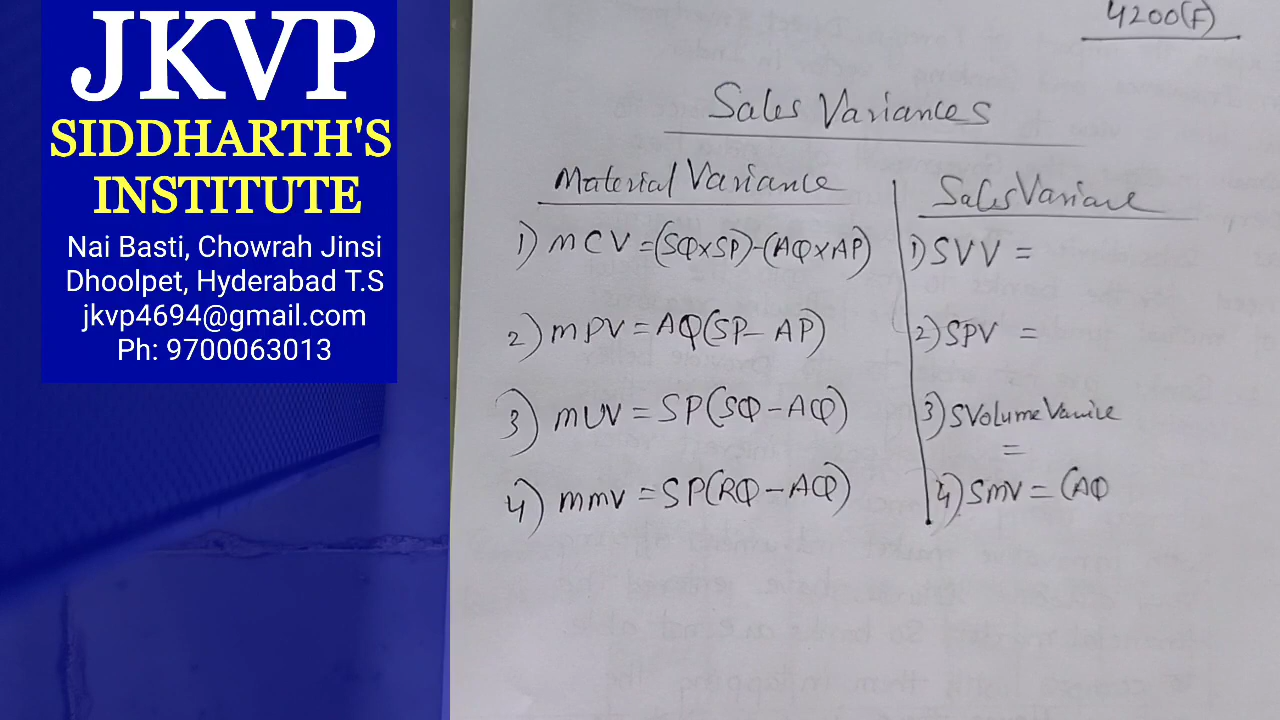 JKVP
SIDDHARTH'S
INSTITUTE
Nai Basti, Chowrah Jinsi
Dhoolpet, Hyderabad T.S
jkvp4694@gmail.com
Ph: 9700063013
4200(F)
Sales Variances
Material Variance
1) MCV = (SQ×SP)-(AQ×AP)
2) MPV = AQ(SP- AP)
3) MUV = SP(SQ - AQ)
4) MMV = SP(RQ - AQ)
Sales Variance
1) SVV =
2) SPV =
3) SVolume Varice
=
4) SMV = (AQ